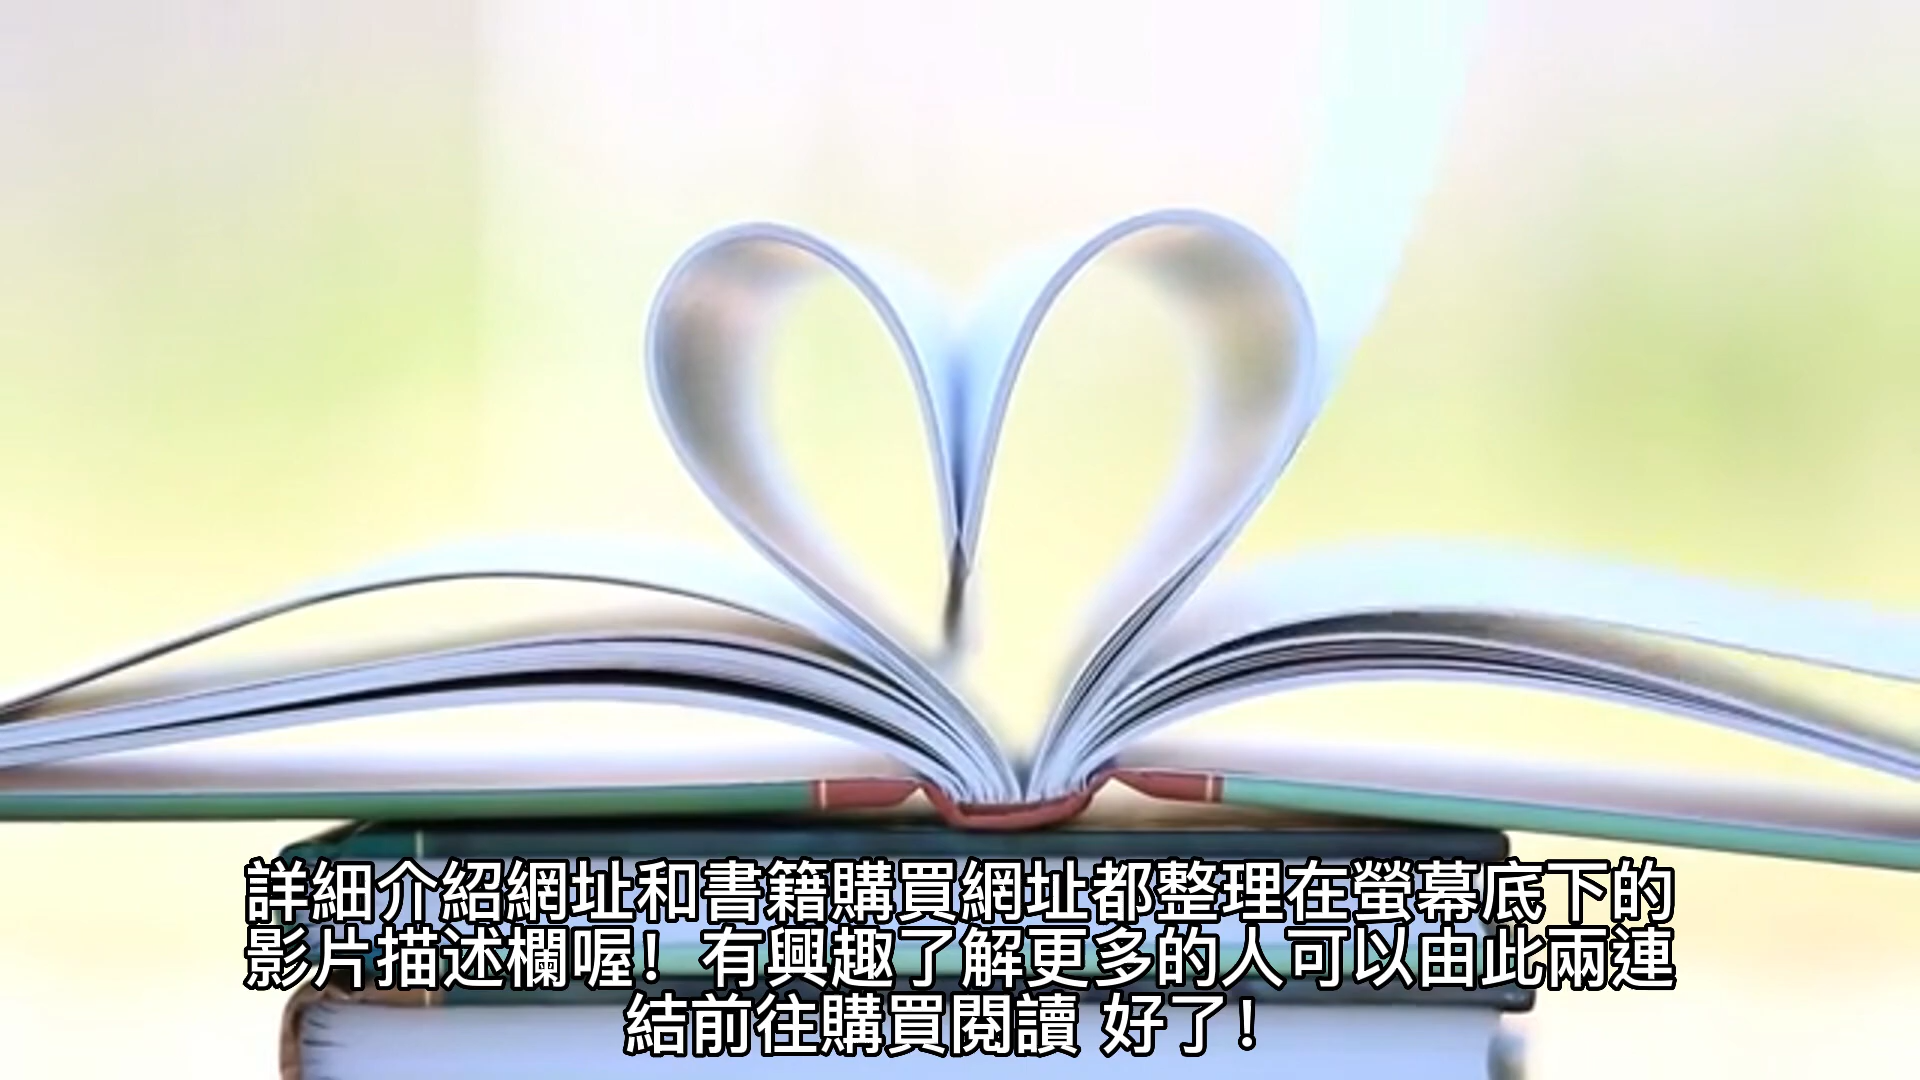 詳細介紹網址和書籍購買網址都整理在螢幕底下的
影片描述欄喔！有興趣了解更多的人可以由此兩連
結前往購買閱讀 好了！